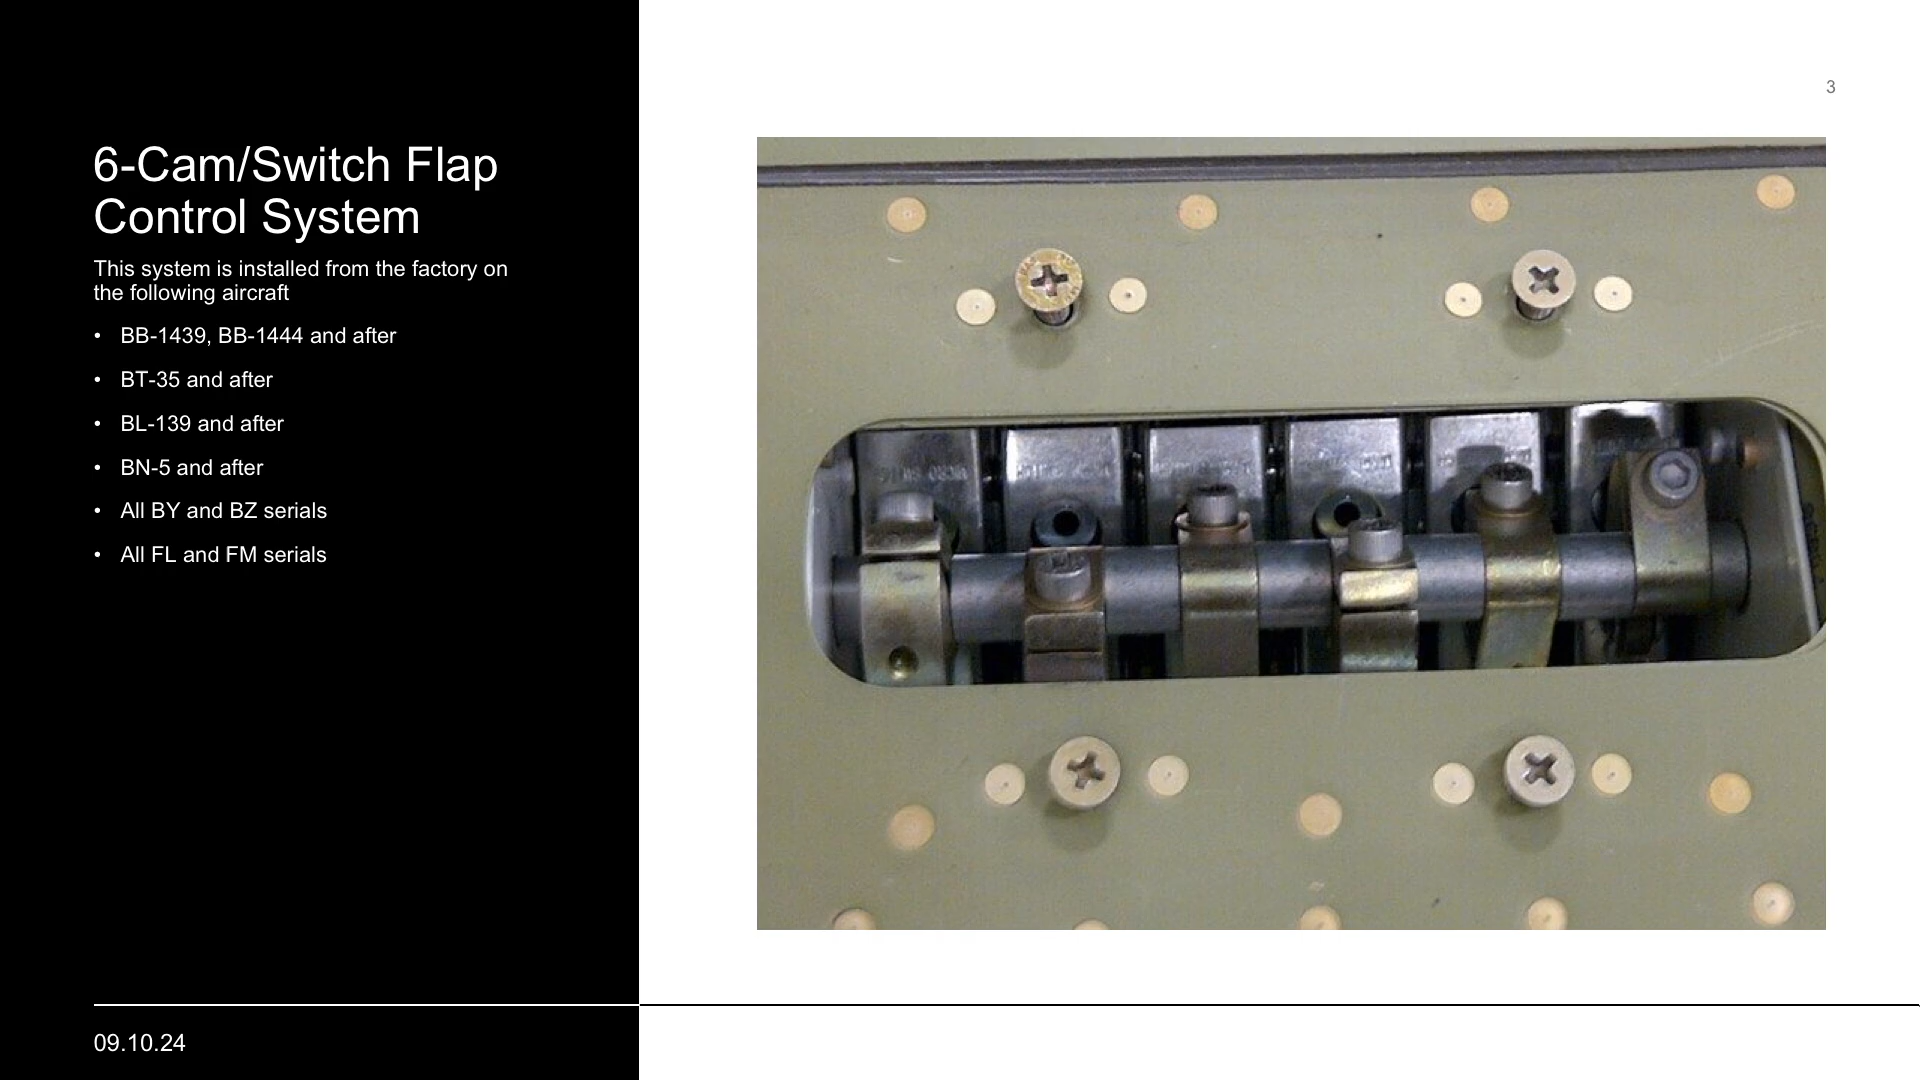 3
6-Cam/Switch Flap
Control System
This system is installed from the factory on
the following aircraft
• BB-1439, BB-1444 and after
• BT-35 and after
• BL-139 and after
• BN-5 and after
• All BY and BZ serials
• All FL and FM serials
09.10.24